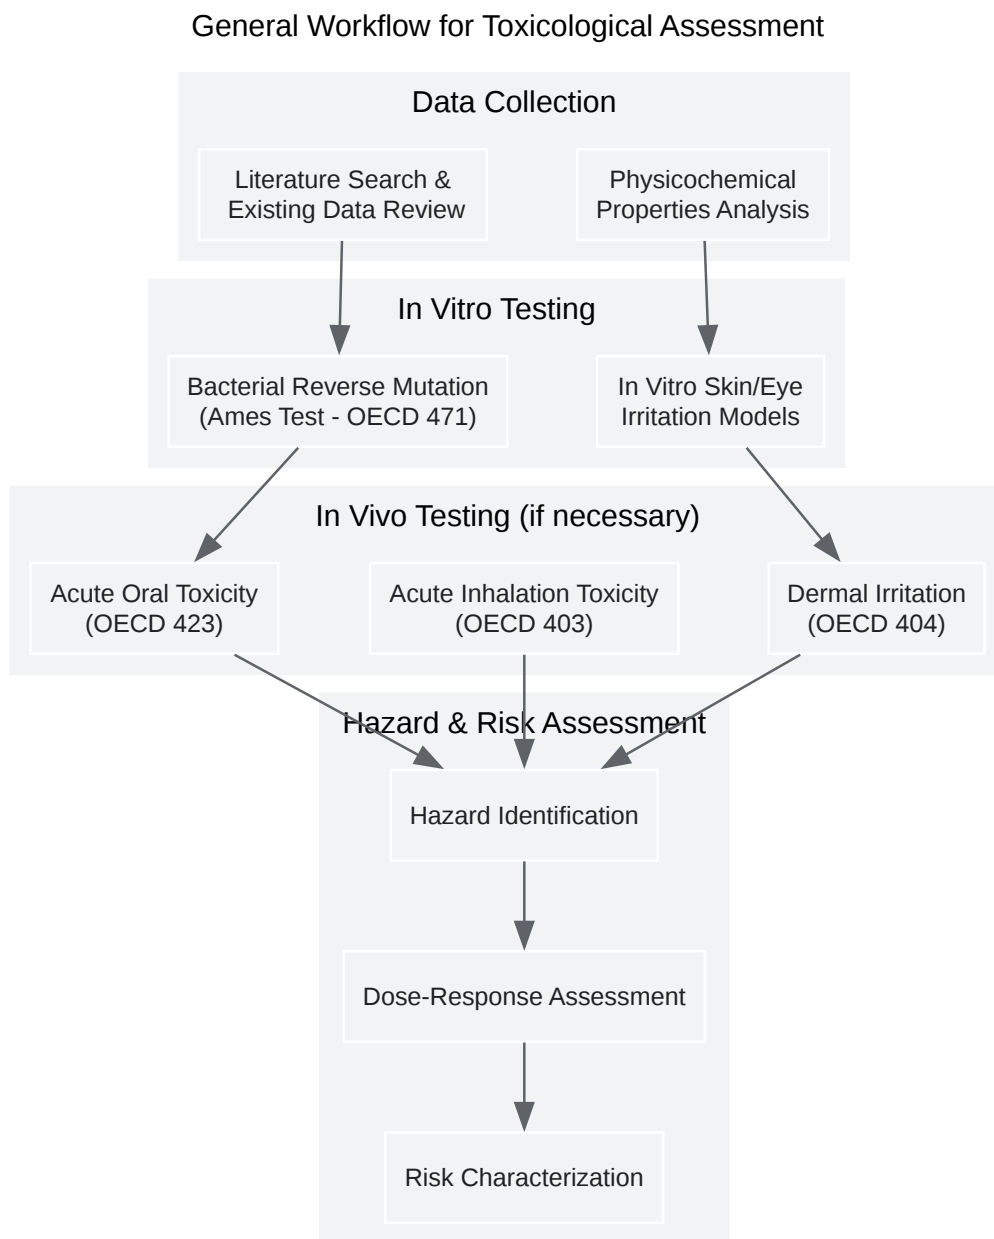 General Workflow for Toxicological Assessment
Data Collection
Literature Search &
Existing Data Review
Physicochemical
Properties Analysis
In Vitro Testing
Bacterial Reverse Mutation
(Ames Test - OECD 471)
In Vitro Skin/Eye
Irritation Models
In Vivo Testing (if necessary)
Acute Oral Toxicity
(OECD 423)
Acute Inhalation Toxicity
(OECD 403)
Dermal Irritation
(OECD 404)
Hazard & Risk Assessment
Hazard Identification
Dose-Response Assessment
Risk Characterization